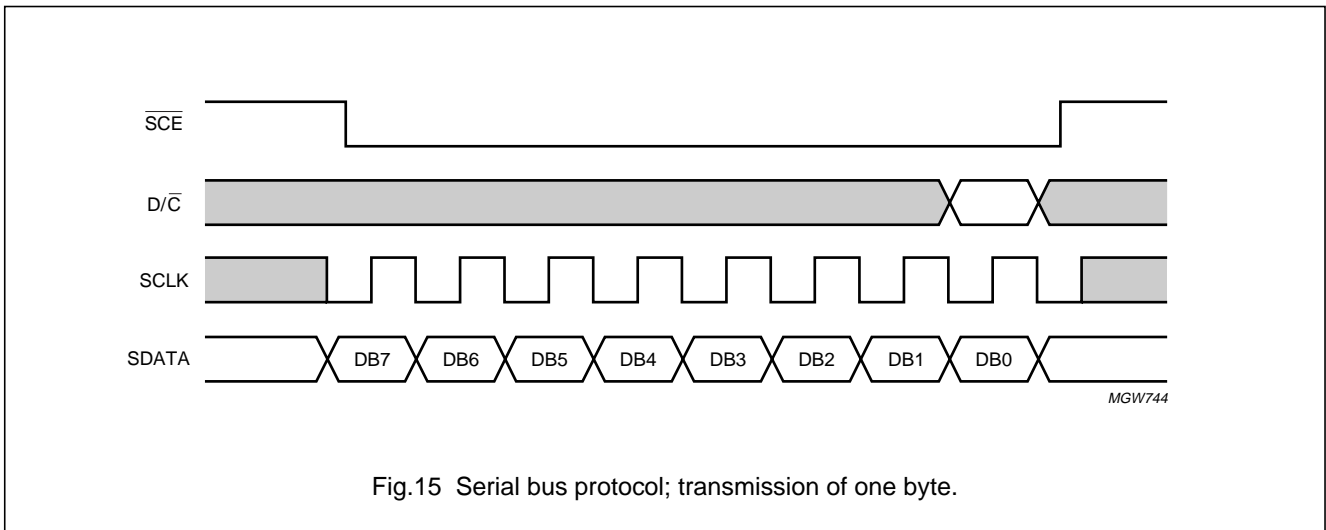 S̅C̅E̅
D/C̅
SCLK
SDATA DB7 DB6 DB5 DB4 DB3 DB2 DB1 DB0
MGW744
Fig.15 Serial bus protocol; transmission of one byte.